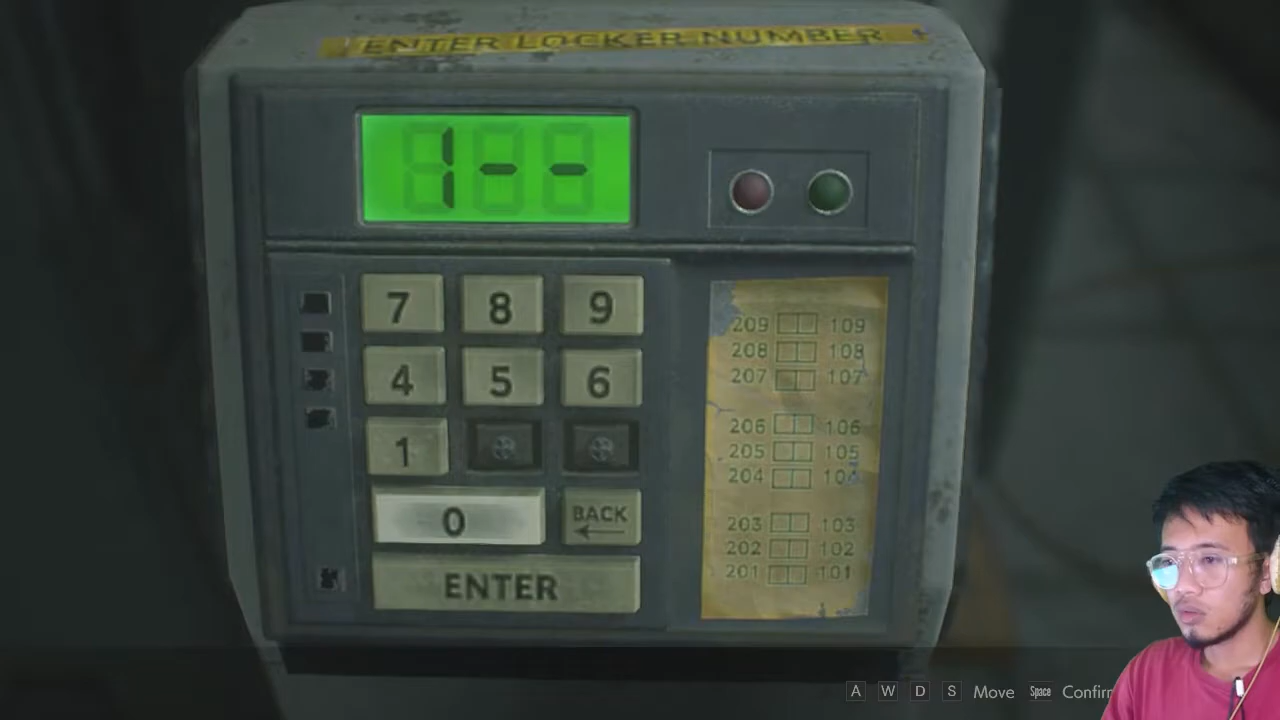 ENTER LOCKER NUMBER
1--
7 8 9
4 5 6
1
0 BACK
ENTER
209 109
208 108
207 107
206 106
205 105
204 104
203 103
202 102
201 101
A W D S Move Space Confirm